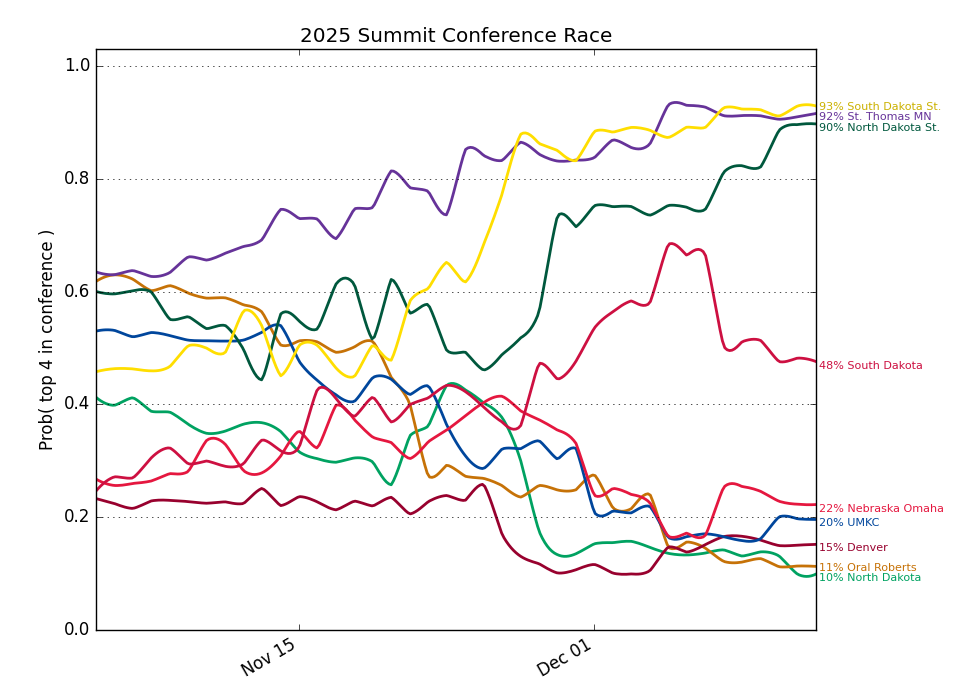 2025 Summit Conference Race
Prob( top 4 in conference )
1.0
0.8
0.6
0.4
0.2
0.0
Nov 15
Dec 01
93% South Dakota St.
92% St. Thomas MN
90% North Dakota St.
48% South Dakota
22% Nebraska Omaha
20% UMKC
15% Denver
11% Oral Roberts
10% North Dakota